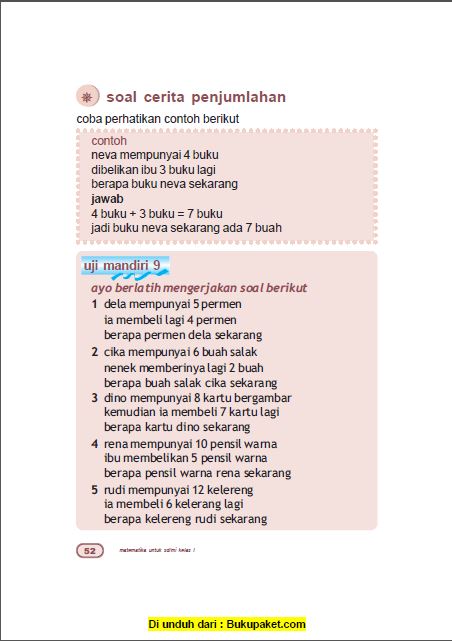 soal cerita penjumlahan
coba perhatikan contoh berikut
contoh
neva mempunyai 4 buku
dibelikan ibu 3 buku lagi
berapa buku neva sekarang
jawab
4 buku + 3 buku = 7 buku
jadi buku neva sekarang ada 7 buah
uji mandiri 9
ayo berlatih mengerjakan soal berikut
1 dela mempunyai 5 permen
ia membeli lagi 4 permen
berapa permen dela sekarang
2 cika mempunyai 6 buah salak
nenek memberinya lagi 2 buah
berapa buah salak cika sekarang
3 dino mempunyai 8 kartu bergambar
kemudian ia membeli 7 kartu lagi
berapa kartu dino sekarang
4 rena mempunyai 10 pensil warna
ibu membelikan 5 pensil warna
berapa pensil warna rena sekarang
5 rudi mempunyai 12 kelereng
ia membeli 6 kelerang lagi
berapa kelereng rudi sekarang
52 matematika untuk sd/mi kelas I
Di unduh dari : Bukupaket.com